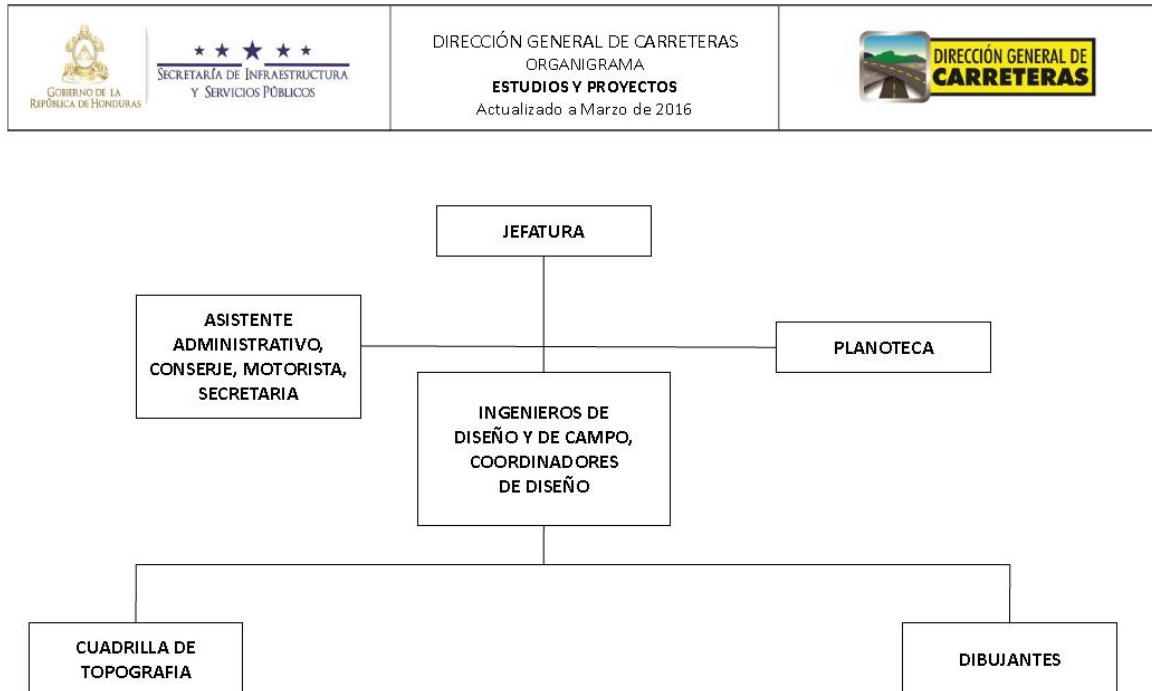 GOBIERNO DE LA
REPÚBLICA DE HONDURAS
SECRETARÍA DE INFRAESTRUCTURA
Y SERVICIOS PÚBLICOS
DIRECCIÓN GENERAL DE CARRETERAS
ORGANIGRAMA
ESTUDIOS Y PROYECTOS
Actualizado a Marzo de 2016
DIRECCIÓN GENERAL DE
CARRETERAS
JEFATURA
ASISTENTE
ADMINISTRATIVO,
CONSERJE, MOTORISTA,
SECRETARIA
PLANOTECA
INGENIEROS DE
DISEÑO Y DE CAMPO,
COORDINADORES
DE DISEÑO
CUADRILLA DE
TOPOGRAFIA
DIBUJANTES